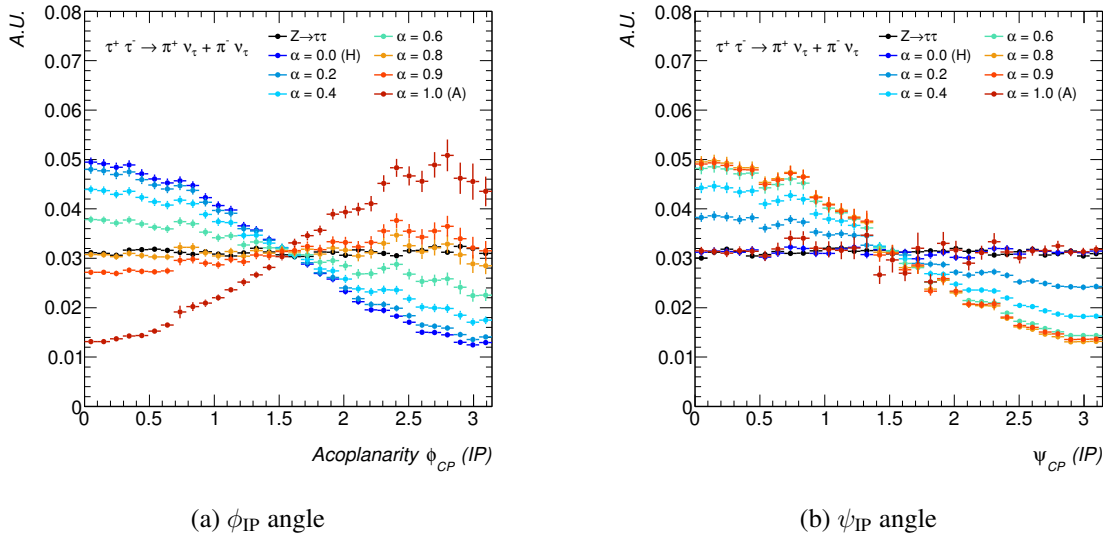 A.U.
τ⁺ τ⁻ → π⁺ ν_τ + π⁻ ν_τ
Z→ττ
α = 0.0 (H)
α = 0.2
α = 0.4
α = 0.6
α = 0.8
α = 0.9
α = 1.0 (A)
0.08
0.07
0.06
0.05
0.04
0.03
0.02
0.01
0
0 0.5 1 1.5 2 2.5 3
Acoplanarity ϕ_CP (IP)
(a) ϕ_IP angle
A.U.
τ⁺ τ⁻ → π⁺ ν_τ + π⁻ ν_τ
Z→ττ
α = 0.0 (H)
α = 0.2
α = 0.4
α = 0.6
α = 0.8
α = 0.9
α = 1.0 (A)
0.08
0.07
0.06
0.05
0.04
0.03
0.02
0.01
0
0 0.5 1 1.5 2 2.5 3
Ψ_CP (IP)
(b) ψ_IP angle